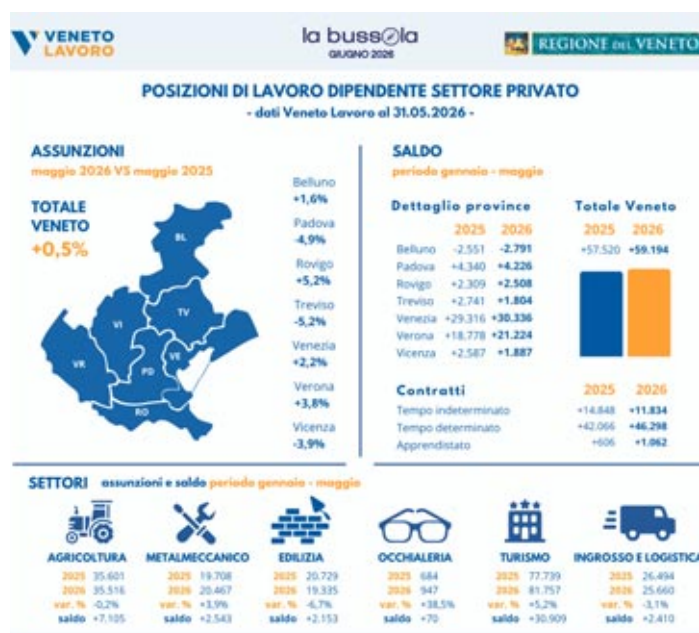 VENETO
LAVORO
la bussola
GIUGNO 2026
REGIONE DEL VENETO
POSIZIONI DI LAVORO DIPENDENTE SETTORE PRIVATO
- dati Veneto Lavoro al 31.05.2026 -
ASSUNZIONI
maggio 2026 VS maggio 2025
TOTALE
VENETO
+0,5%
BL
TV
VI
VE
VR
PD
RO
Belluno
+1,6%
Padova
-4,9%
Rovigo
+5,2%
Treviso
-5,2%
Venezia
+2,2%
Verona
+3,8%
Vicenza
-3,9%
SALDO
periodo gennaio - maggio
Dettaglio province
2025 2026
Belluno -2.551 -2.791
Padova +4.340 +4.226
Rovigo +2.309 +2.508
Treviso +2.741 +1.804
Venezia +29.316 +30.336
Verona +18.778 +21.224
Vicenza +2.587 +1.887
Totale Veneto
2025 2026
+57.520 +59.194
Contratti 2025 2026
Tempo indeterminato +14.848 +11.834
Tempo determinato +42.066 +46.298
Apprendistato +606 +1.062
SETTORI assunzioni e saldo periodo gennaio - maggio
AGRICOLTURA
2025 35.601
2026 35.516
var. % -0,2%
saldo +7.105
METALMECCANICO
2025 19.708
2026 20.467
var. % +3,9%
saldo +2.543
EDILIZIA
2025 20.729
2026 19.335
var. % -6,7%
saldo +2.153
OCCHIALERIA
2025 684
2026 947
var. % +38,5%
saldo +70
TURISMO
2025 77.739
2026 81.757
var. % +5,2%
saldo +30.909
INGROSSO E LOGISTICA
2025 26.494
2026 25.660
var. % -3,1%
saldo +2.410